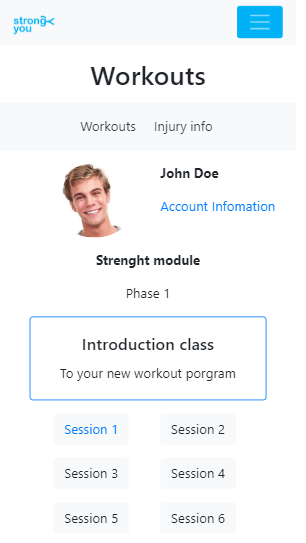 strong
you
Workouts
Workouts Injury info
John Doe
Account Infomation
Strenght module
Phase 1
Introduction class
To your new workout porgram
Session 1 Session 2
Session 3 Session 4
Session 5 Session 6